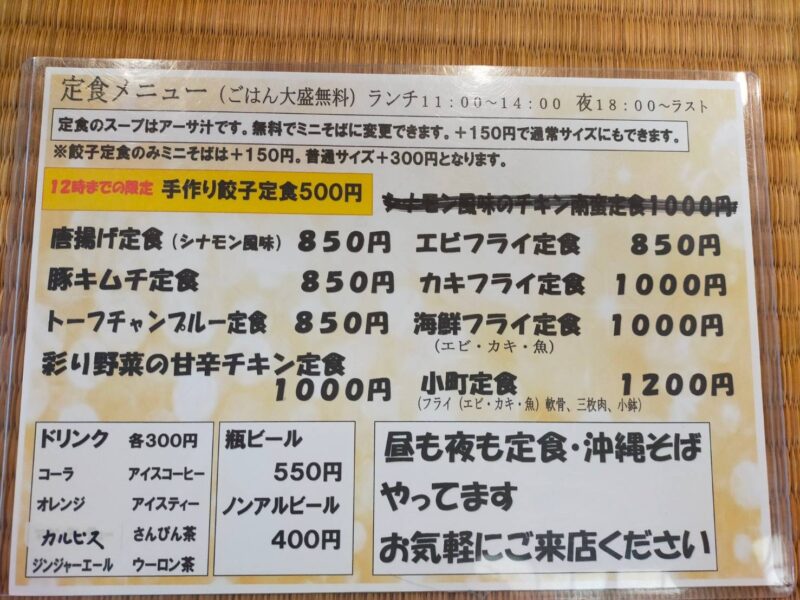 定食メニュー（ごはん大盛無料）ランチ11：00～14：00 夜18：00～ラスト
定食のスープはアーサ汁です。無料でミニそばに変更できます。＋150円で通常サイズにもできます。
※餃子定食のみミニそばは＋150円。普通サイズ＋300円となります。
12時までの限定 手作り餃子定食500円
シナモン風味のチキン南蛮定食1000円
唐揚げ定食（シナモン風味） 850円
エビフライ定食 850円
豚キムチ定食 850円
カキフライ定食 1000円
トーフチャンプルー定食 850円
海鮮フライ定食 1000円
（エビ・カキ・魚）
彩り野菜の甘辛チキン定食
1000円
小町定食 1200円
（フライ（エビ・カキ・魚）軟骨、三枚肉、小鉢）
ドリンク 各300円
コーラ アイスコーヒー
オレンジ アイスティー
カルピス さんぴん茶
ジンジャーエール ウーロン茶
瓶ビール
550円
ノンアルビール
400円
昼も夜も定食・沖縄そば
やってます
お気軽にご来店ください